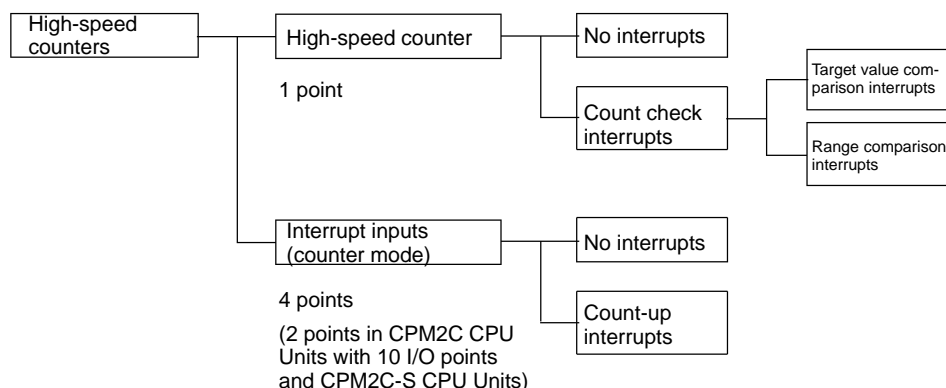 High-speed
counters
High-speed counter
1 point
No interrupts
Count check
interrupts
Target value com-
parison interrupts
Range comparison
interrupts
Interrupt inputs
(counter mode)
4 points
(2 points in CPM2C CPU
Units with 10 I/O points
and CPM2C-S CPU Units)
No interrupts
Count-up
interrupts